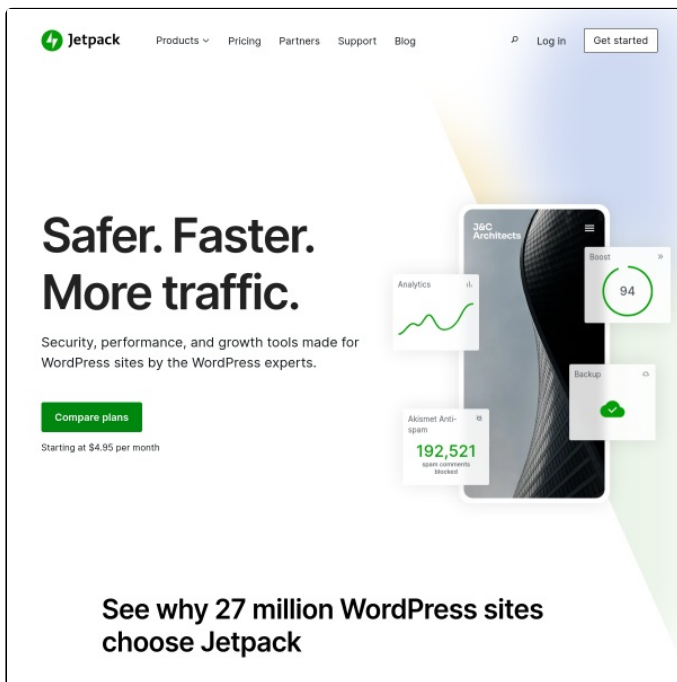 Jetpack
Products
Pricing
Partners
Support
Blog
Log in
Get started
Safer. Faster.
More traffic.
Security, performance, and growth tools made for
WordPress sites by the WordPress experts.
Compare plans
Starting at $4.95 per month
J&C
Architects
Boost
94
Analytics
Backup
Akismet Anti-
spam
192,521
spam comments
blocked
See why 27 million WordPress sites
choose Jetpack